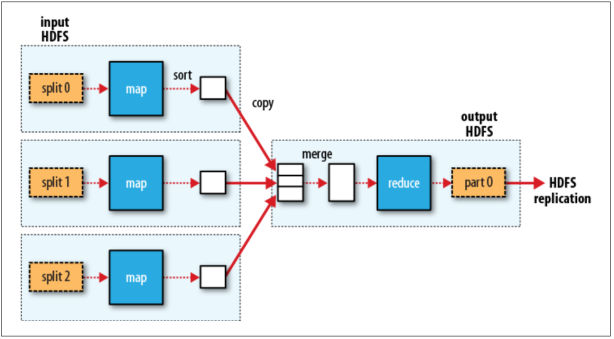 input
HDFS
split 0
map
sort
copy
split 1
map
split 2
map
merge
reduce
output
HDFS
part 0
HDFS
replication